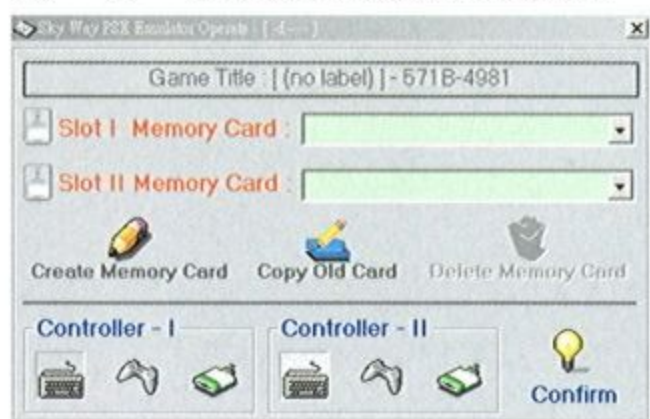 Sky Way PSX Emulator Operate : [ -d--- ]
Game Title : [ (no label) ] - 571B-4981
Slot I Memory Card :
Slot II Memory Card :
Create Memory Card Copy Old Card Delete Memory Card
Controller - I Controller - II
Confirm